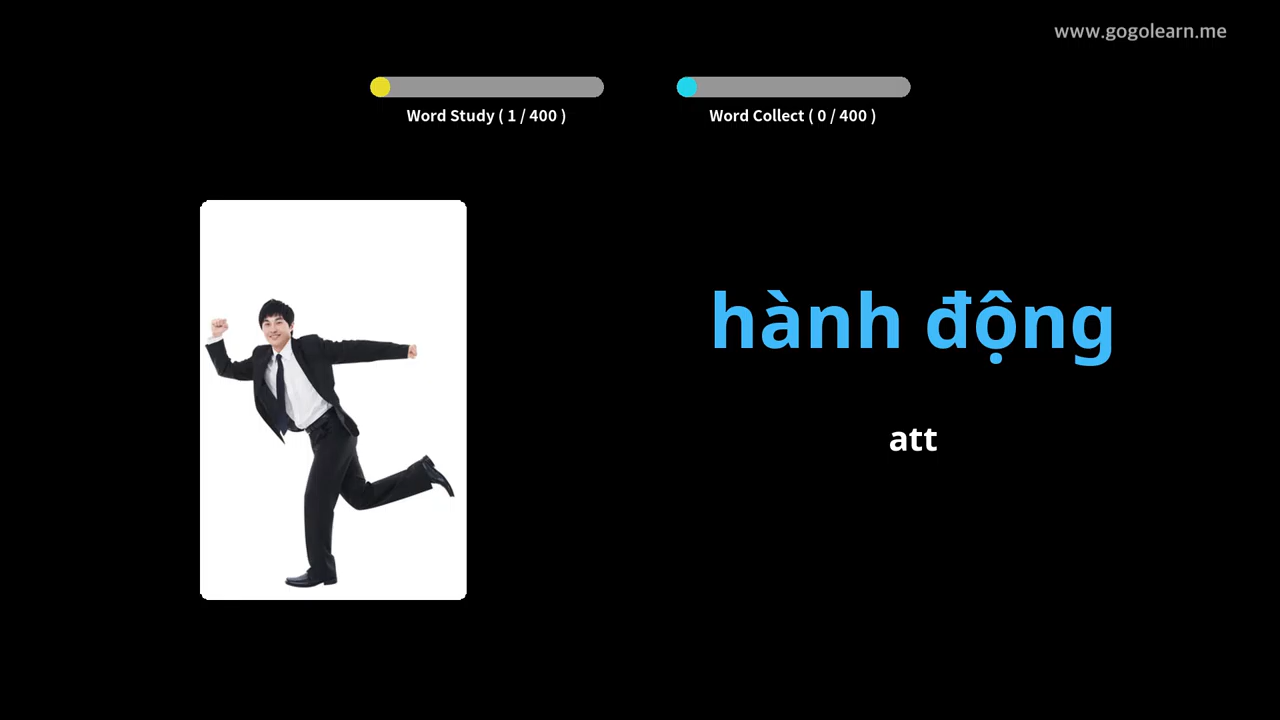 www.gogolearn.me
Word Study ( 1 / 400 )
Word Collect ( 0 / 400 )
hành động
att